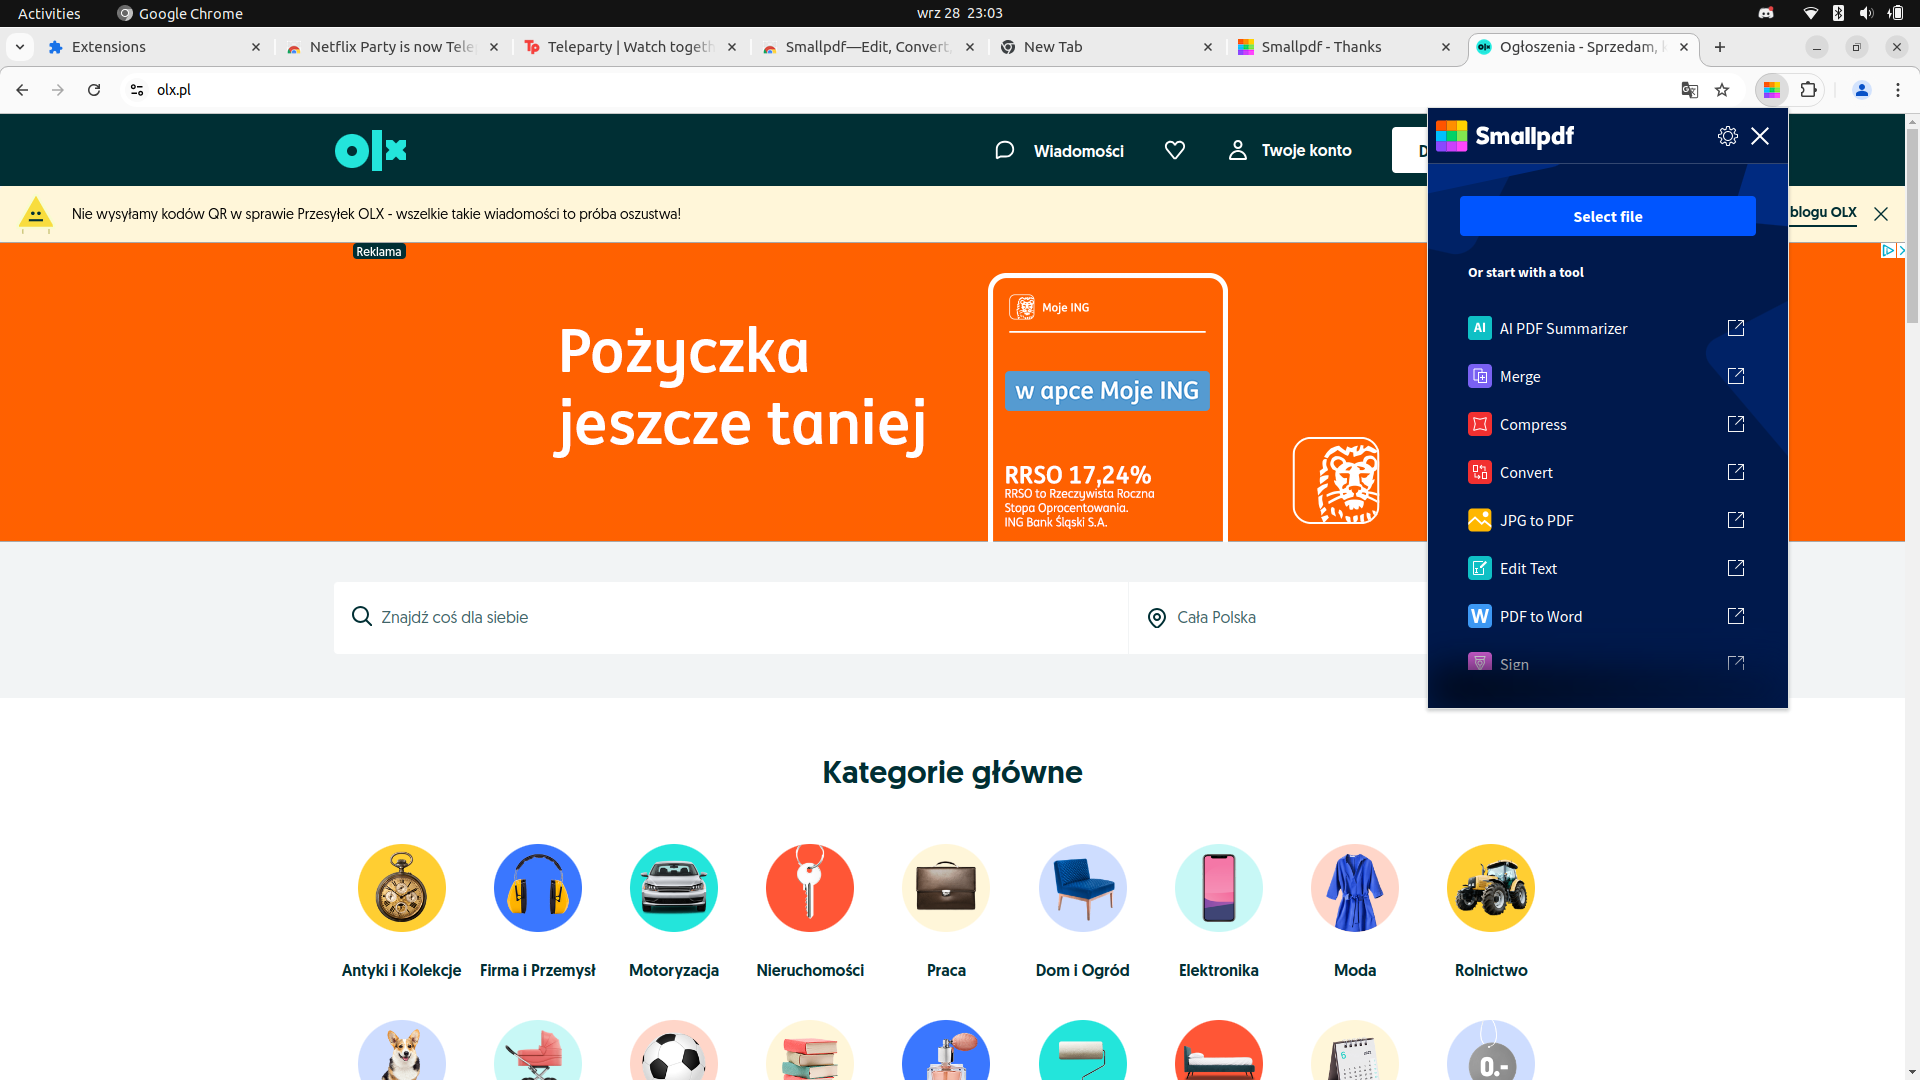 Activities
Google Chrome
wrz 28 23:03
Extensions
Netflix Party is now Tele
Teleparty | Watch togeth
Smallpdf—Edit, Convert,
New Tab
Smallpdf - Thanks
Ogłoszenia - Sprzedam, k
olx.pl
olx
Wiadomości
Twoje konto
D
Nie wysyłamy kodów QR w sprawie Przesyłek OLX - wszelkie takie wiadomości to próba oszustwa!
blogu OLX
Reklama
Pożyczka
jeszcze taniej
Moje ING
w apce Moje ING
RRSO 17,24%
RRSO to Rzeczywista Roczna
Stopa Oprocentowania.
ING Bank Śląski S.A.
Smallpdf
Select file
Or start with a tool
AI AI PDF Summarizer
Merge
Compress
Convert
JPG to PDF
Edit Text
W PDF to Word
Sign
Znajdź coś dla siebie
Cała Polska
Kategorie główne
Antyki i Kolekcje
Firma i Przemysł
Motoryzacja
Nieruchomości
Praca
Dom i Ogród
Elektronika
Moda
Rolnictwo
0.-